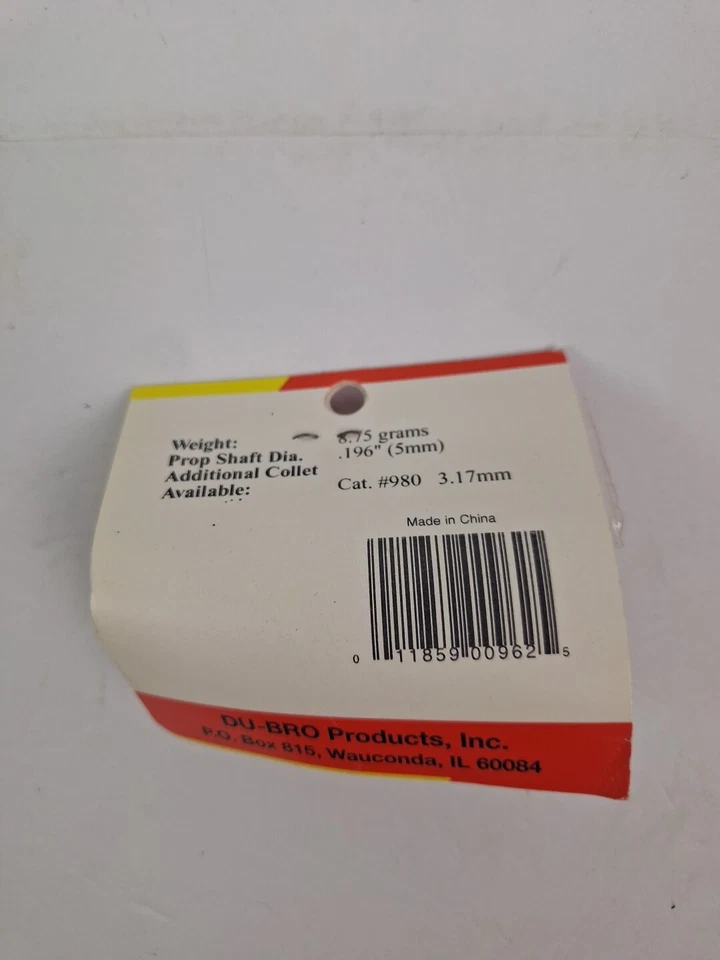 Weight: 8.75 grams
Prop Shaft Dia. .196" (5mm)
Additional Collet
Available: Cat. #980 3.17mm
Made in China
0 11859 00962 5
DU-BRO Products, Inc.
P.O. Box 815, Wauconda, IL 60084